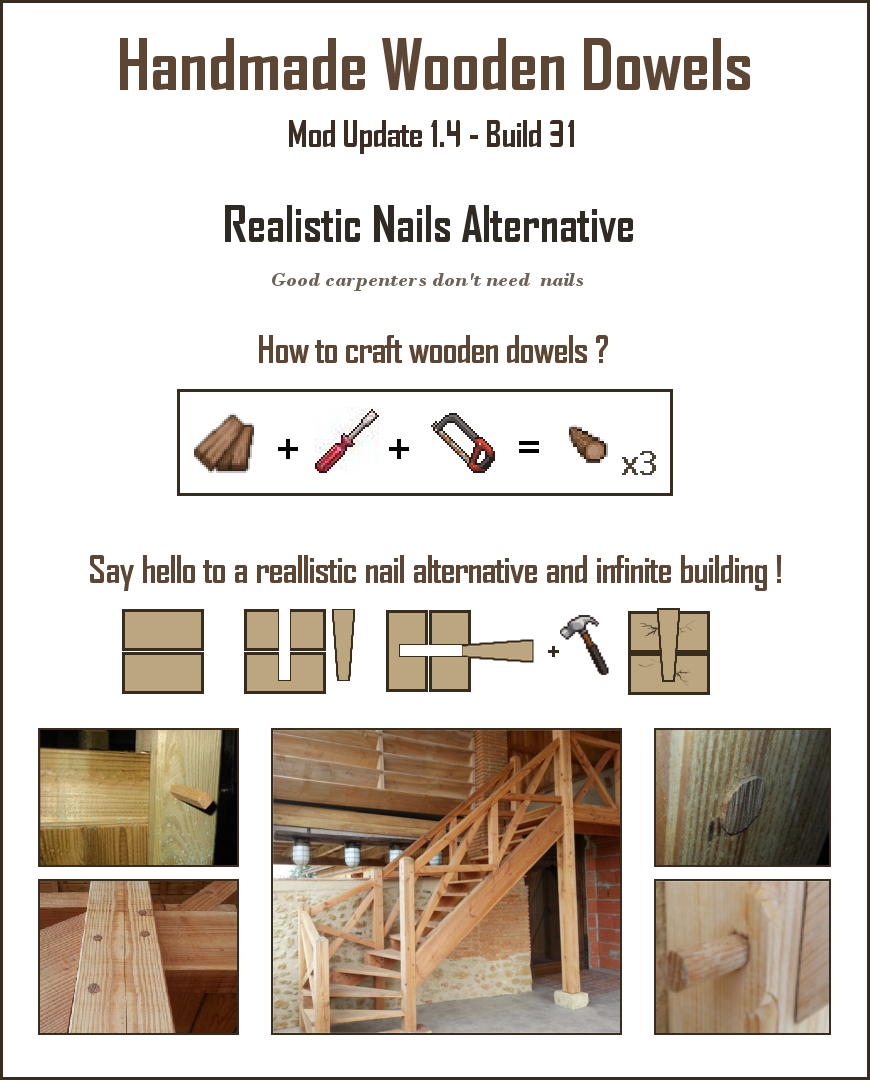 Handmade Wooden Dowels
Mod Update 1.4 - Build 31
Realistic Nails Alternative
Good carpenters don't need nails
How to craft wooden dowels ?
+ + = x3
Say hello to a reallistic nail alternative and infinite building !
+